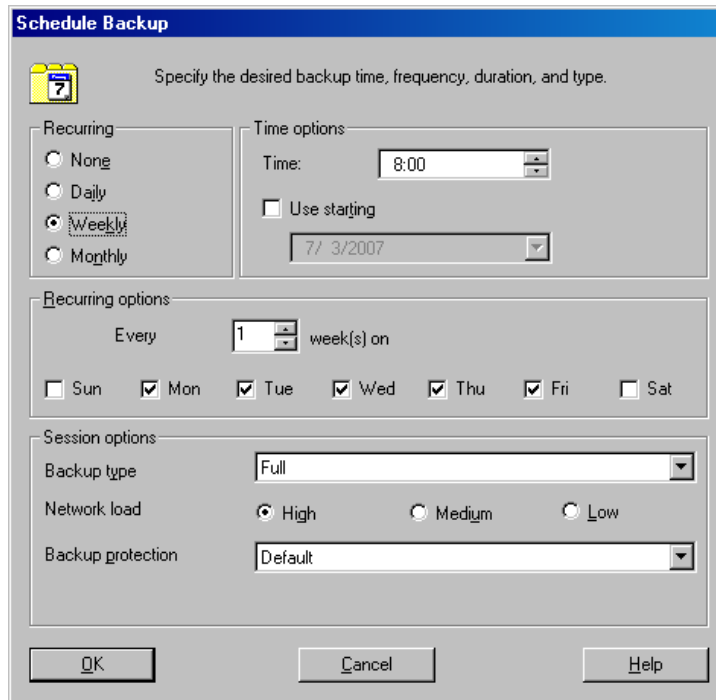 Schedule Backup
7
Specify the desired backup time, frequency, duration, and type.
Recurring
None
Daily
Weekly
Monthly
Time options
Time: 8:00
Use starting
7/ 3/2007
Recurring options
Every 1 week(s) on
Sun Mon Tue Wed Thu Fri Sat
Session options
Backup type Full
Network load High Medium Low
Backup protection Default
OK Cancel Help